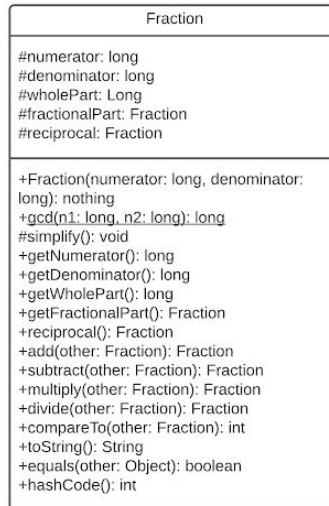 Fraction
#numerator: long
#denominator: long
#wholePart: Long
#fractionalPart: Fraction
#reciprocal: Fraction
+Fraction(numerator: long, denominator:
long): nothing
+gcd(n1: long, n2: long): long
#simplify(): void
+getNumerator(): long
+getDenominator(): long
+getWholePart(): long
+getFractionalPart(): Fraction
+reciprocal(): Fraction
+add(other: Fraction): Fraction
+subtract(other: Fraction): Fraction
+multiply(other: Fraction): Fraction
+divide(other: Fraction): Fraction
+compareTo(other: Fraction): int
+toString(): String
+equals(other: Object): boolean
+hashCode(): int